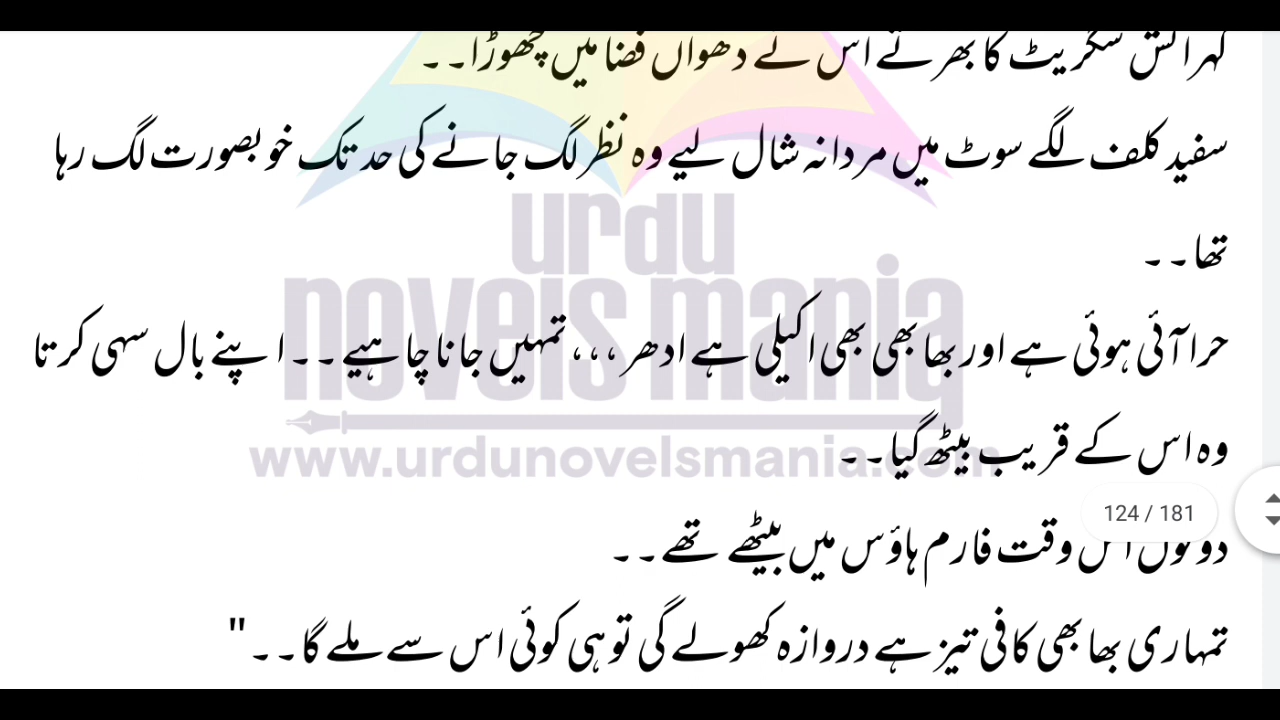 گہرا کش سگریٹ کا بھرتے اس نے دھواں فضا میں چھوڑا۔۔
سفید کلف لگے سوٹ میں مردانہ شال لیے وہ نظر لگ جانے کی حد تک خوبصورت لگ رہا
تھا۔۔
urdu
novels mania
حرا آئی ہوئی ہے اور بھابھی بھی اکیلی ہے ادھر ،،،تمہیں جانا چاہیے۔۔اپنے بال سہی کرتا
وہ اس کے قریب بیٹھ گیا۔۔
www.urdunovelsmania.com
124 / 181
دونوں اس وقت فارم ہاؤس میں بیٹھے تھے۔۔
تمہاری بھابھی کافی تیز ہے دروازہ کھولے گی تو ہی کوئی اس سے ملے گا۔۔"